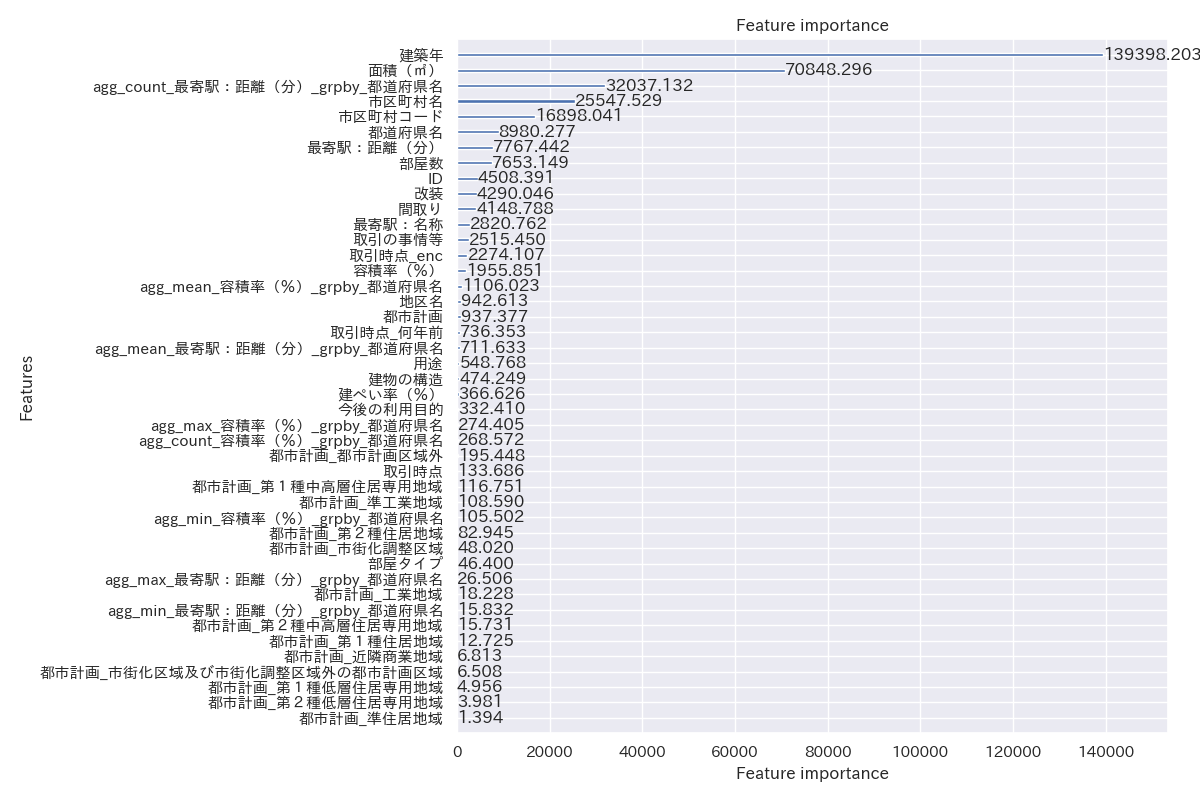 Feature importance
建築年 139398.203
面積（㎡） 70848.296
agg_count_最寄駅：距離（分）_grpby_都道府県名 32037.132
市区町村名 25547.529
市区町村コード 16898.041
都道府県名 8980.277
最寄駅：距離（分） 7767.442
部屋数 7653.149
ID 4508.391
改装 4290.046
間取り 4148.788
最寄駅：名称 2820.762
取引の事情等 2515.450
取引時点_enc 2274.107
容積率（％） 1955.851
agg_mean_容積率（％）_grpby_都道府県名 1106.023
地区名 942.613
都市計画 937.377
取引時点_何年前 736.353
agg_mean_最寄駅：距離（分）_grpby_都道府県名 711.633
用途 548.768
建物の構造 474.249
建ぺい率（％） 366.626
今後の利用目的 332.410
agg_max_容積率（％）_grpby_都道府県名 274.405
agg_count_容積率（％）_grpby_都道府県名 268.572
都市計画_都市計画区域外 195.448
取引時点 133.686
都市計画_第１種中高層住居専用地域 116.751
都市計画_準工業地域 108.590
agg_min_容積率（％）_grpby_都道府県名 105.502
都市計画_第２種住居地域 82.945
都市計画_市街化調整区域 48.020
部屋タイプ 46.400
agg_max_最寄駅：距離（分）_grpby_都道府県名 26.506
都市計画_工業地域 18.228
agg_min_最寄駅：距離（分）_grpby_都道府県名 15.832
都市計画_第２種中高層住居専用地域 15.731
都市計画_第１種住居地域 12.725
都市計画_近隣商業地域 6.813
都市計画_市街化区域及び市街化調整区域外の都市計画区域 6.508
都市計画_第１種低層住居専用地域 4.956
都市計画_第２種低層住居専用地域 3.981
都市計画_準住居地域 1.394
Features
0 20000 40000 60000 80000 100000 120000 140000
Feature importance